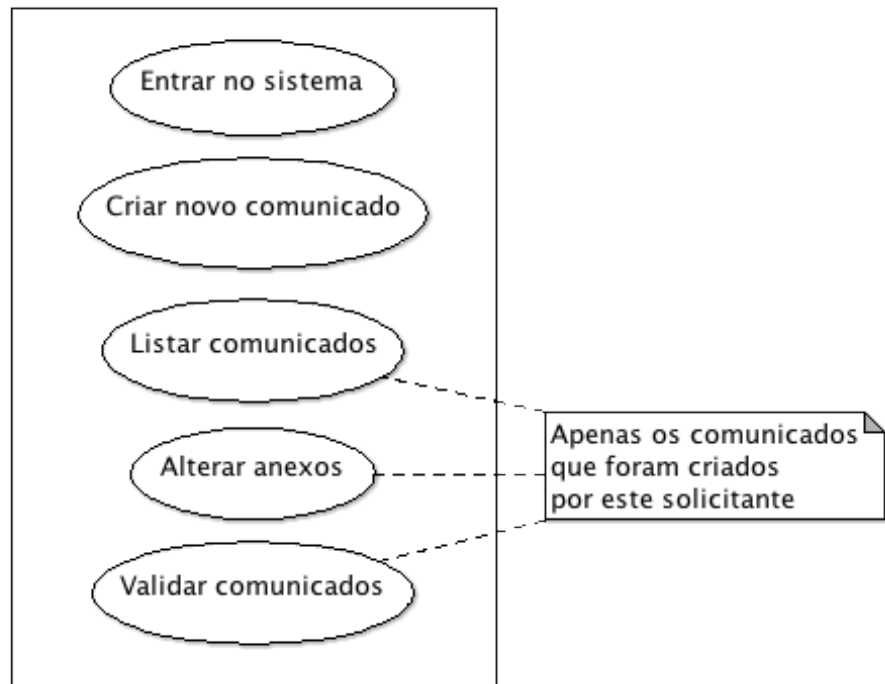 Entrar no sistema
Criar novo comunicado
Listar comunicados
Apenas os comunicados
que foram criados
por este solicitante
Alterar anexos
Validar comunicados